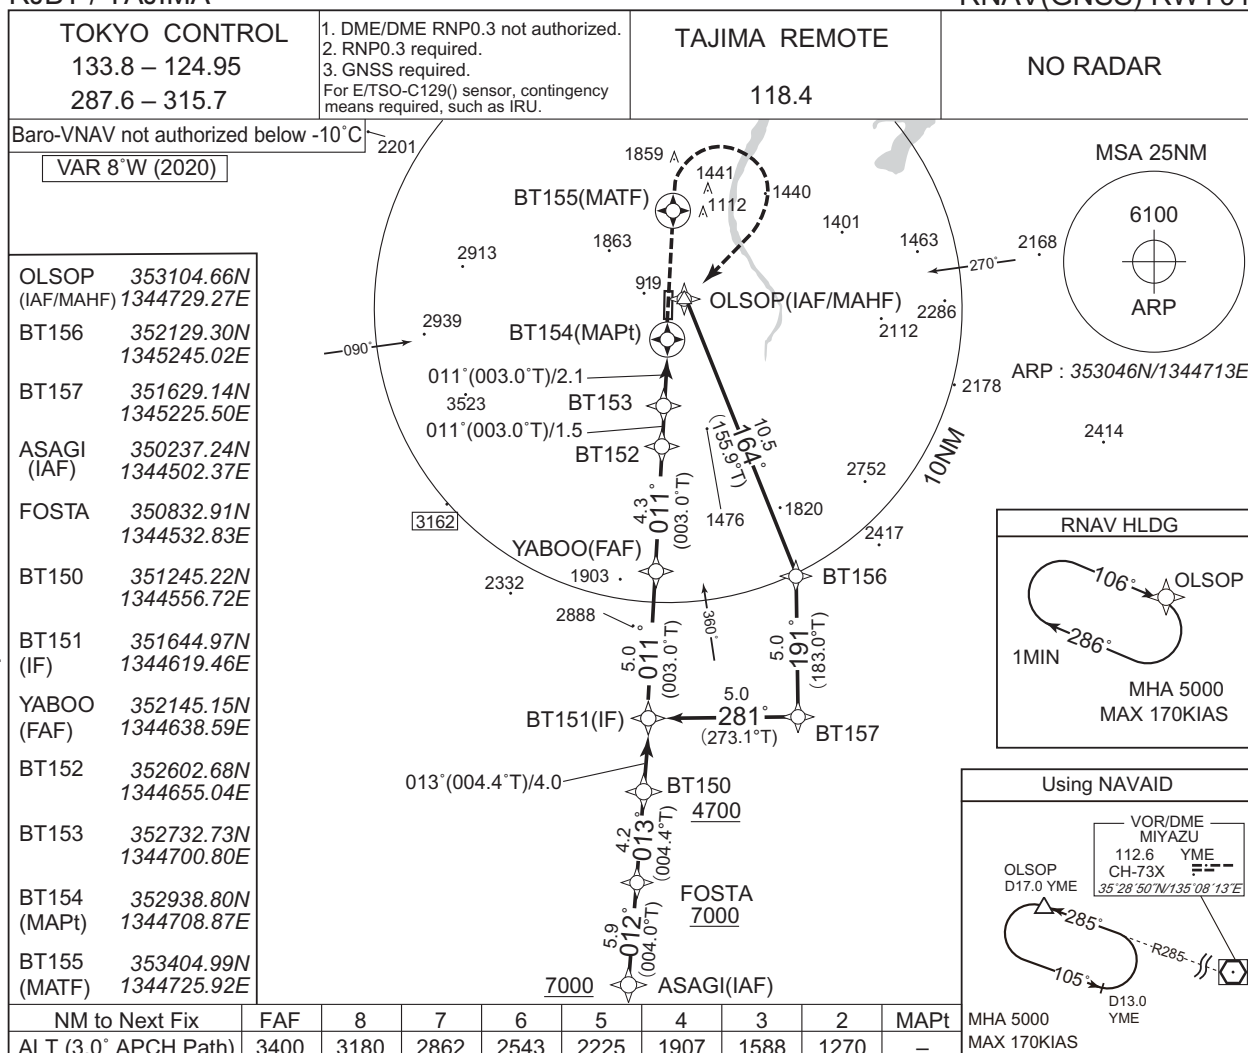 TOKYO CONTROL
133.8 – 124.95
287.6 – 315.7
1. DME/DME RNP0.3 not authorized.
2. RNP0.3 required.
3. GNSS required.
For E/TSO-C129() sensor, contingency
means required, such as IRU.
TAJIMA REMOTE
118.4
NO RADAR
Baro-VNAV not authorized below -10˚C
VAR 8˚W (2020)
OLSOP 353104.66N
(IAF/MAHF) 1344729.27E
BT156 352129.30N
1345245.02E
BT157 351629.14N
1345225.50E
ASAGI 350237.24N
(IAF) 1344502.37E
FOSTA 350832.91N
1344532.83E
BT150 351245.22N
1344556.72E
BT151 351644.97N
(IF) 1344619.46E
YABOO 352145.15N
(FAF) 1344638.59E
BT152 352602.68N
1344655.04E
BT153 352732.73N
1344700.80E
BT154 352938.80N
(MAPt) 1344708.87E
BT155 353404.99N
(MATF) 1344725.92E
2201
1859
1441
BT155(MATF)
1112
1440
1401
1863
1463
2168
2913
270˚
919
OLSOP(IAF/MAHF)
2286
2112
2939
BT154(MAPt)
090˚
011˚(003.0˚T)/2.1
3523
BT153
2178
011˚(003.0˚T)/1.5
BT152
10.5
164˚
(155.9˚T)
10NM
2414
2752
4.3
011˚
(003.0˚T)
1476
1820
3162
2417
YABOO(FAF)
1903
2332
BT156
2888
360˚
5.0
011˚
(003.0˚T)
5.0
191˚
(183.0˚T)
5.0
281˚
(273.1˚T)
BT151(IF)
BT157
013˚(004.4˚T)/4.0
BT150
4700
4.2
013˚
(004.4˚T)
FOSTA
7000
5.9
012˚
(004.0˚T)
7000
ASAGI(IAF)
MSA 25NM
6100
ARP
ARP : 353046N/1344713E
RNAV HLDG
106˚
OLSOP
286˚
1MIN
MHA 5000
MAX 170KIAS
Using NAVAID
VOR/DME
MIYAZU
112.6 YME
CH-73X
35˚28´50˝N/135˚08´13˝E
OLSOP
D17.0 YME
285˚
R285
105˚
D13.0
YME
MHA 5000
MAX 170KIAS
NM to Next Fix FAF 8 7 6 5 4 3 2 MAPt
ALT (3.0˚ APCH Path) 3400 3180 2862 2543 2225 1907 1588 1270 –